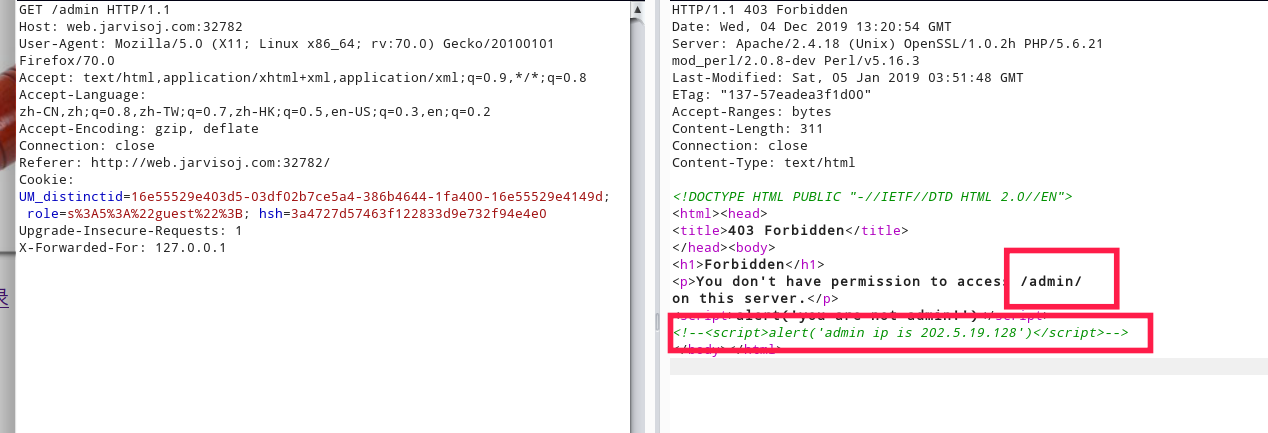 GET /admin HTTP/1.1
Host: web.jarvisoj.com:32782
User-Agent: Mozilla/5.0 (X11; Linux x86_64; rv:70.0) Gecko/20100101
Firefox/70.0
Accept: text/html,application/xhtml+xml,application/xml;q=0.9,*/*;q=0.8
Accept-Language:
zh-CN,zh;q=0.8,zh-TW;q=0.7,zh-HK;q=0.5,en-US;q=0.3,en;q=0.2
Accept-Encoding: gzip, deflate
Connection: close
Referer: http://web.jarvisoj.com:32782/
Cookie:
UM_distinctid=16e55529e403d5-03df02b7ce5a4-386b4644-1fa400-16e55529e4149d;
role=s%3A5%3A%22guest%22%3B; hsh=3a4727d57463f122833d9e732f94e4e0
Upgrade-Insecure-Requests: 1
X-Forwarded-For: 127.0.0.1
录
HTTP/1.1 403 Forbidden
Date: Wed, 04 Dec 2019 13:20:54 GMT
Server: Apache/2.4.18 (Unix) OpenSSL/1.0.2h PHP/5.6.21
mod_perl/2.0.8-dev Perl/v5.16.3
Last-Modified: Sat, 05 Jan 2019 03:51:48 GMT
ETag: "137-57eadea3f1d00"
Accept-Ranges: bytes
Content-Length: 311
Connection: close
Content-Type: text/html
<!DOCTYPE HTML PUBLIC "-//IETF//DTD HTML 2.0//EN">
<html><head>
<title>403 Forbidden</title>
</head><body>
<h1>Forbidden</h1>
<p>You don't have permission to access /admin/
on this server.</p>
<script>alert('you are not admin!')</script>
<!--<script>alert('admin ip is 202.5.19.128')</script>-->
</body></html>